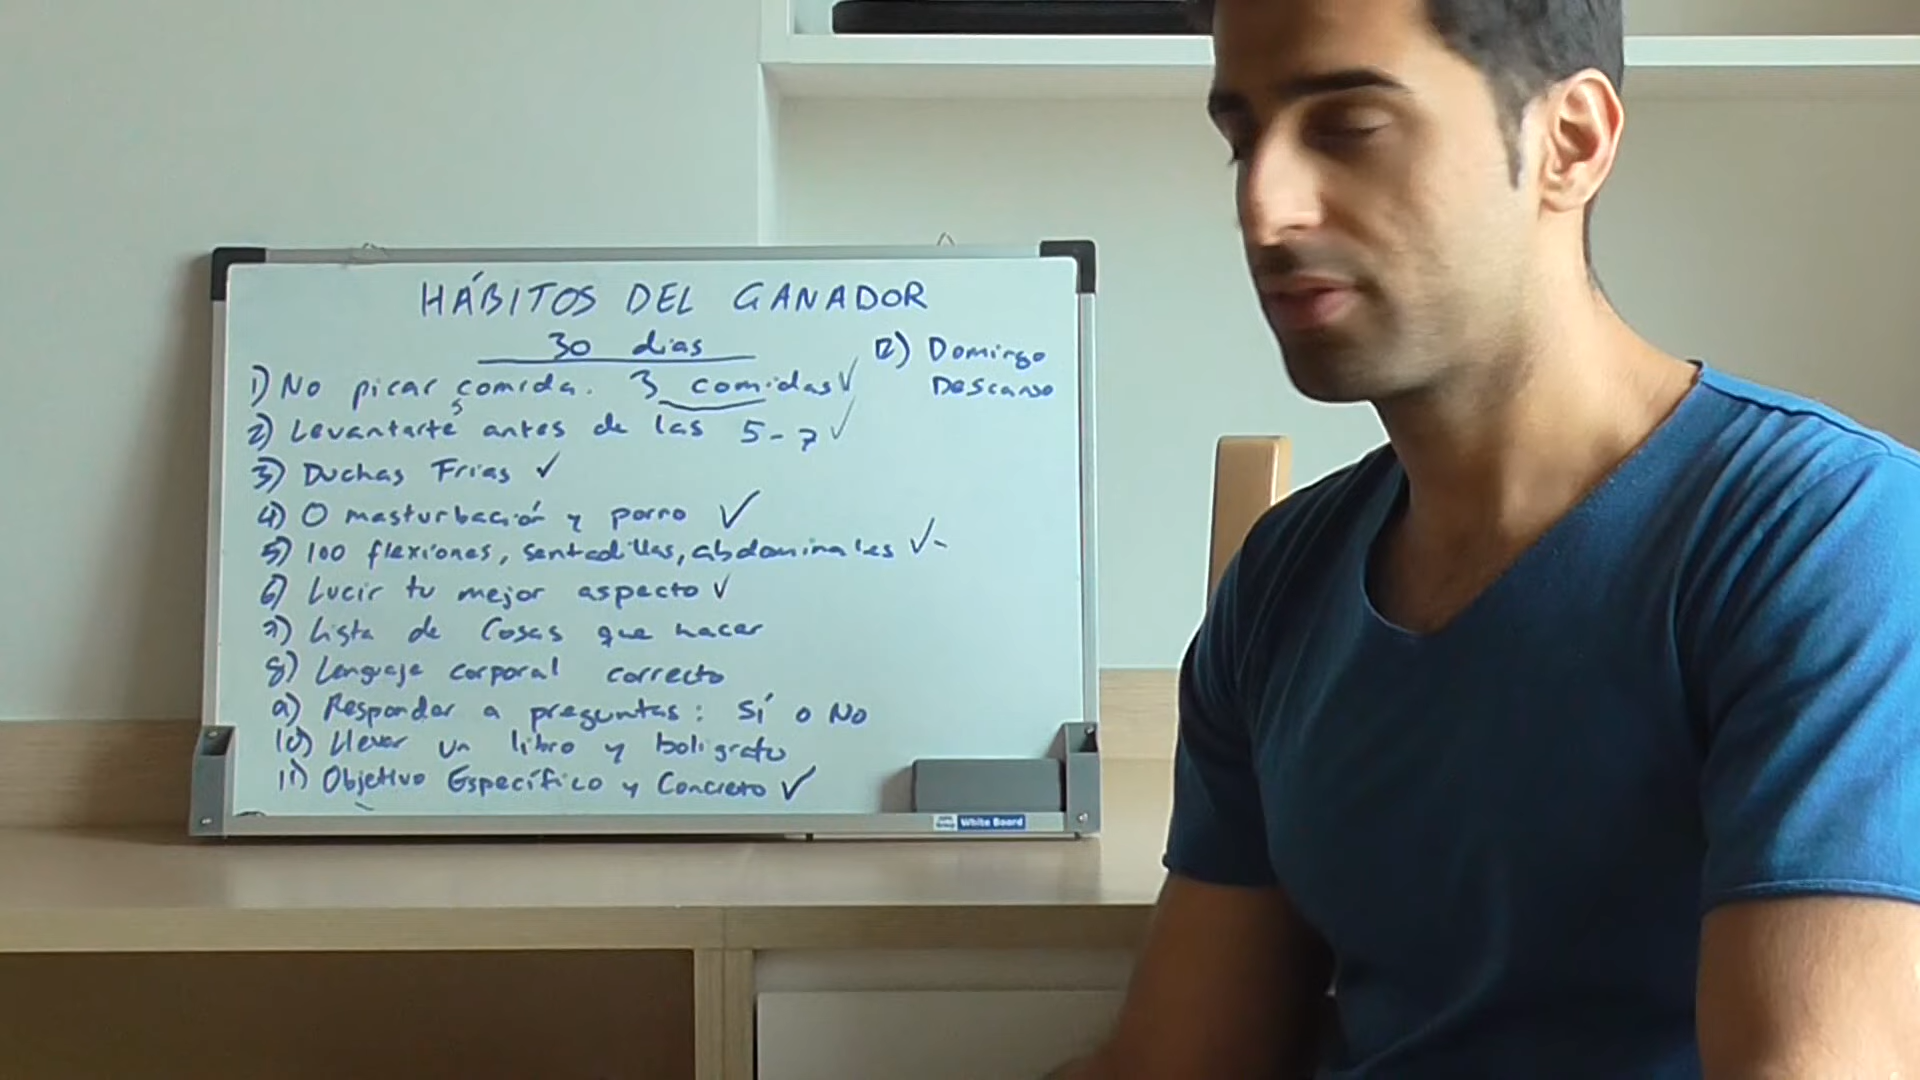 HÁBITOS DEL GANADOR
30 dias
1) No picar comida. 3 comidas ✓
2) Levantarte antes de las 5-7 ✓
3) Duchas Frias ✓
4) 0 masturbación y porno ✓
5) 100 flexiones, sentadillas, abdominales ✓-
6) Lucir tu mejor aspecto ✓
7) Lista de Cosas que hacer
8) Lenguaje corporal correcto
9) Responder a preguntas: Sí o No
10) Llevar un libro y boligrafo
11) Objetivo Específico y Concreto ✓
12) Domingo
Descanso
White Board